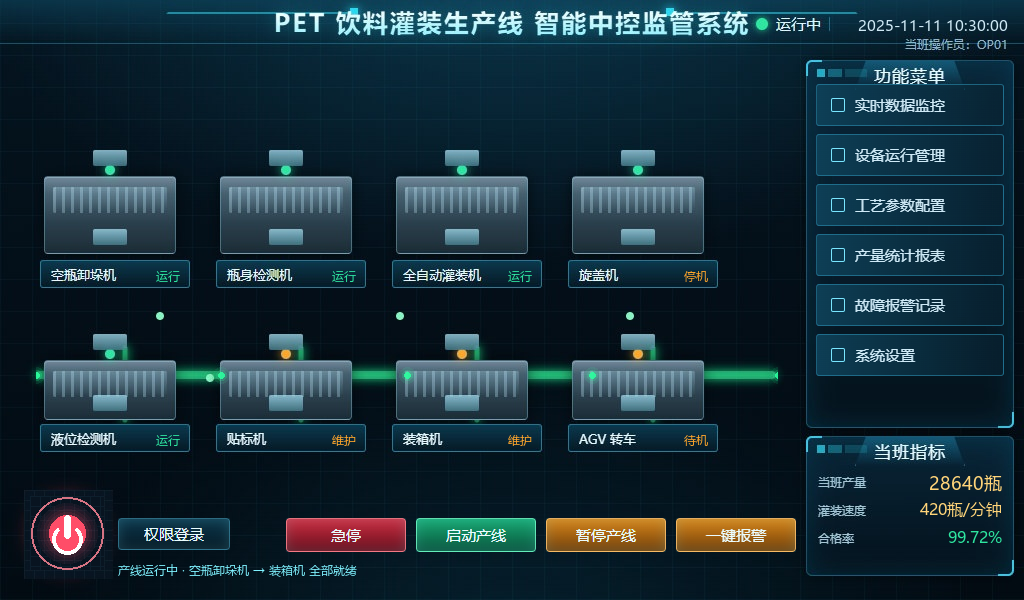 PET 饮料灌装生产线 智能中控监管系统
运行中
2025-11-11 10:30:00
当班操作员: OP01
功能菜单
实时数据监控
设备运行管理
工艺参数配置
产量统计报表
故障报警记录
系统设置
空瓶卸垛机 运行
瓶身检测机 运行
全自动灌装机 运行
旋盖机 停机
液位检测机 运行
贴标机 维护
装箱机 维护
AGV 转车 待机
当班指标
当班产量 28640瓶
灌装速度 420瓶/分钟
合格率 99.72%
权限登录
急停
启动产线
暂停产线
一键报警
产线运行中 · 空瓶卸垛机 → 装箱机 全部就绪